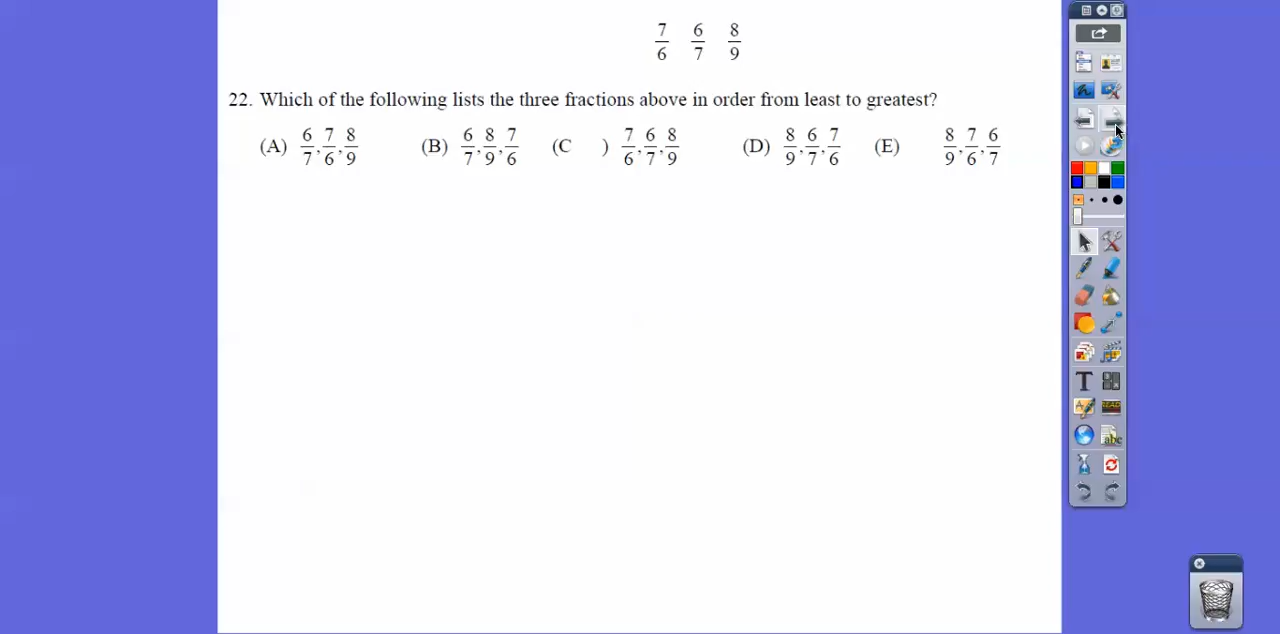 7/6 6/7 8/9
22. Which of the following lists the three fractions above in order from least to greatest?
(A) 6/7, 7/6, 8/9 (B) 6/7, 8/9, 7/6 (C ) 7/6, 6/7, 8/9 (D) 8/9, 6/7, 7/6 (E) 8/9, 7/6, 6/7
T
abc